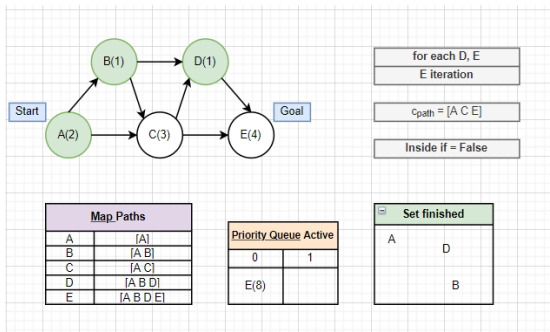 B(1)
D(1)
for each D, E
E iteration
Start
Goal
cpath = [A C E]
A(2)
C(3)
E(4)
Inside if = False
Map Paths
A [A]
B [A B]
C [A C]
D [A B D]
E [A B D E]
Priority Queue Active
0 1
E(8)
Set finished
A
D
B